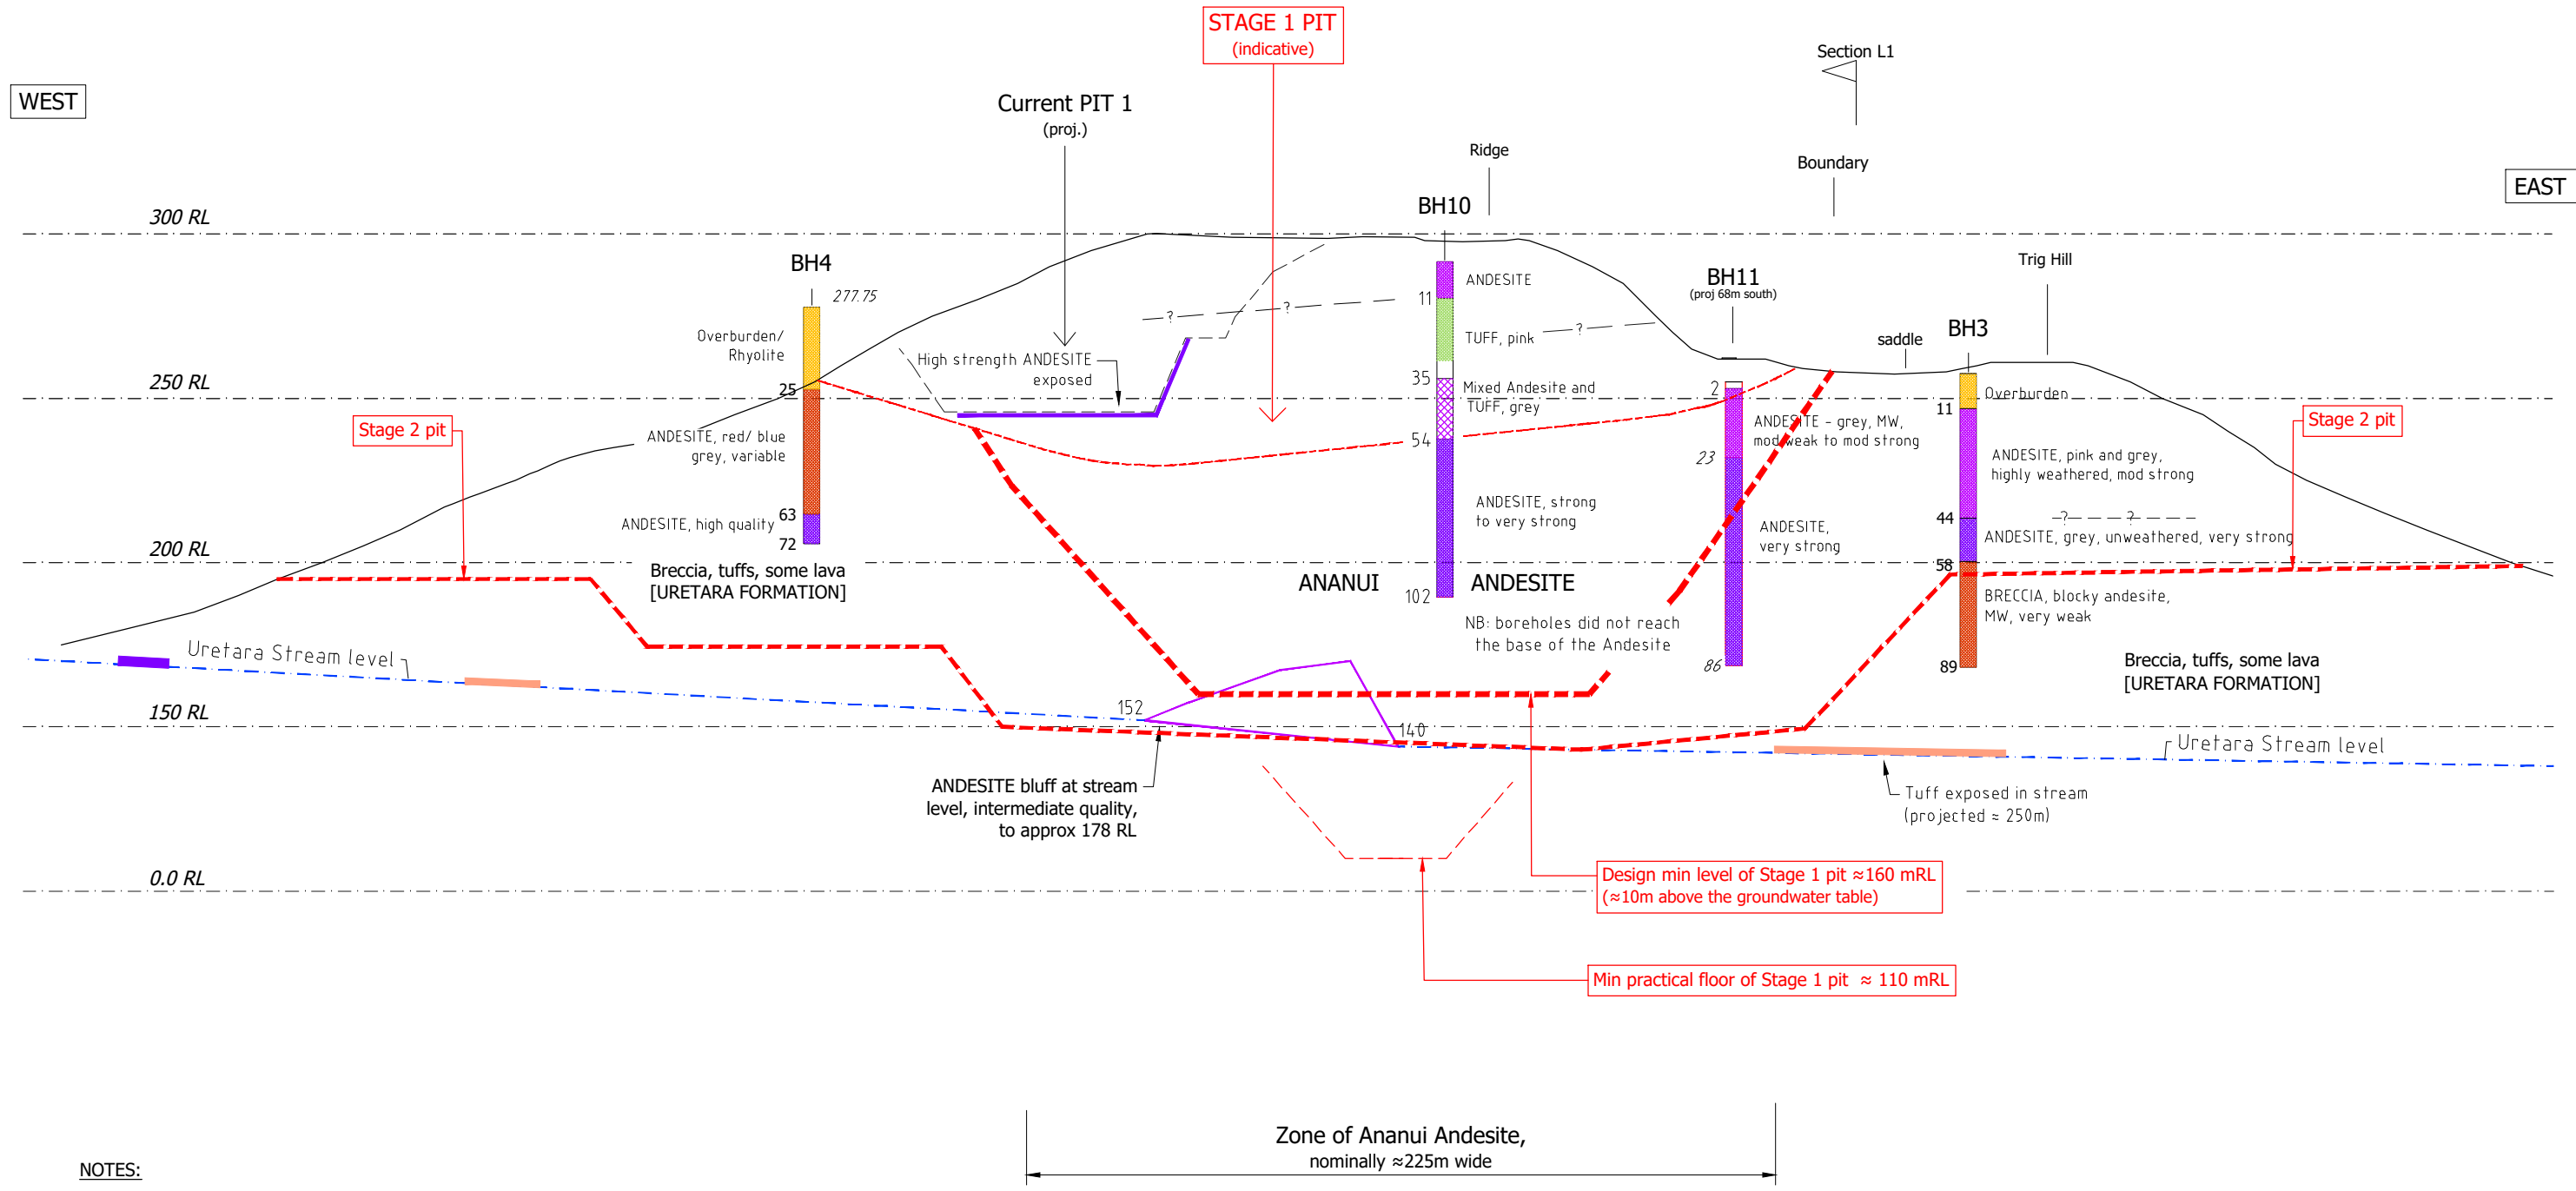 STAGE 1 PIT
(indicative)
Section L1
WEST
Current PIT 1
(proj.)
Ridge
Boundary
EAST
300 RL
BH10
BH4
277.75
BH11
(proj 68m south)
Trig Hill
ANDESITE
11
Overburden/
Rhyolite
TUFF, pink
?
?
?
BH3
saddle
High strength ANDESITE
exposed
250 RL
25
35
Mixed Andesite and
TUFF, grey
2
Overburden
11
Stage 2 pit
ANDESITE, red/ blue
grey, variable
54
ANDESITE - grey, MW,
mod weak to mod strong
23
Stage 2 pit
ANDESITE, pink and grey,
highly weathered, mod strong
ANDESITE, high quality
63
72
ANDESITE, strong
to very strong
ANDESITE,
very strong
44
?
?
ANDESITE, grey, unweathered, very strong
200 RL
58
Breccia, tuffs, some lava
[URETARA FORMATION]
ANANUI
ANDESITE
102
BRECCIA, blocky andesite,
MW, very weak
NB: boreholes did not reach
the base of the Andesite
86
89
Uretara Stream level
Breccia, tuffs, some lava
[URETARA FORMATION]
150 RL
152
140
Uretara Stream level
ANDESITE bluff at stream
level, intermediate quality,
to approx 178 RL
Tuff exposed in stream
(projected ≈ 250m)
0.0 RL
Design min level of Stage 1 pit ≈160 mRL
(≈10m above the groundwater table)
Min practical floor of Stage 1 pit ≈ 110 mRL
Zone of Ananui Andesite,
nominally ≈225m wide
NOTES: